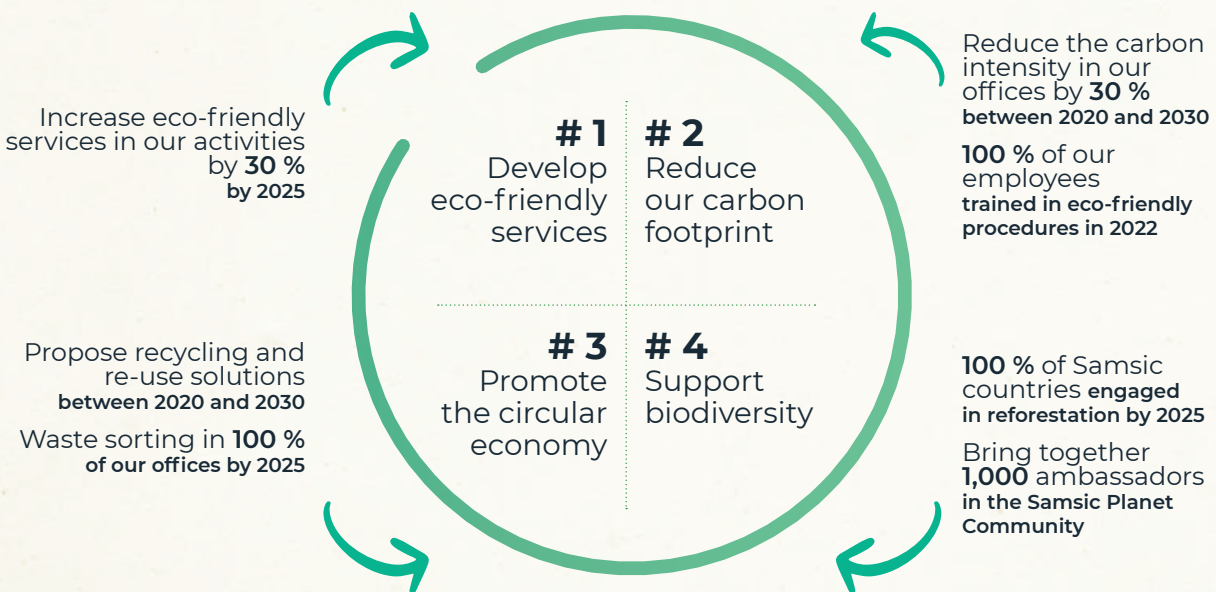 Increase eco-friendly
services in our activities
by 30 %
by 2025
# 1
Develop
eco-friendly
services
# 2
Reduce
our carbon
footprint
Reduce the carbon
intensity in our
offices by 30 %
between 2020 and 2030
100 % of our
employees
trained in eco-friendly
procedures in 2022
Propose recycling and
re-use solutions
between 2020 and 2030
Waste sorting in 100 %
of our offices by 2025
# 3
Promote
the circular
economy
# 4
Support
biodiversity
100 % of Samsic
countries engaged
in reforestation by 2025
Bring together
1,000 ambassadors
in the Samsic Planet
Community